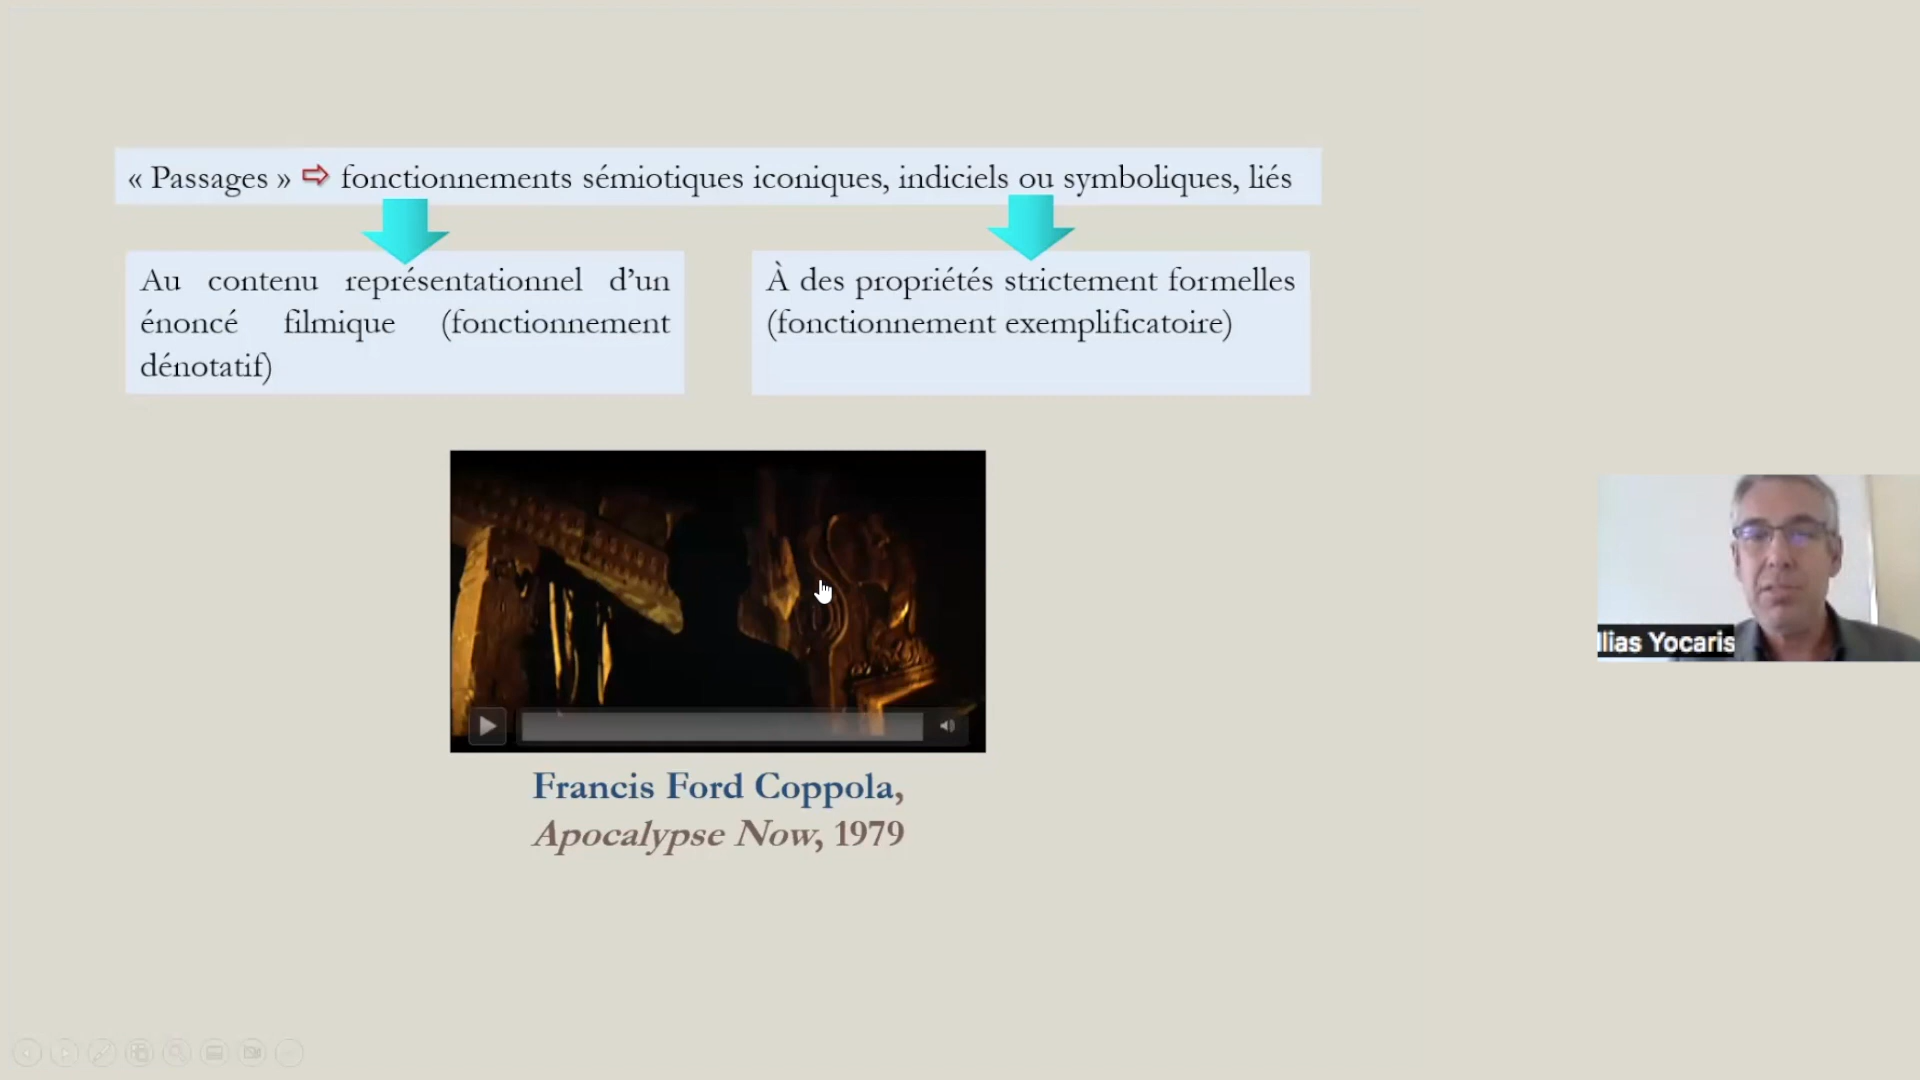 « Passages » ⇨ fonctionnements sémiotiques iconiques, indiciels ou symboliques, liés
Au contenu représentationnel d’un
énoncé filmique (fonctionnement
dénotatif)
À des propriétés strictement formelles
(fonctionnement exemplificatoire)
Francis Ford Coppola,
Apocalypse Now, 1979
Ilias Yocaris